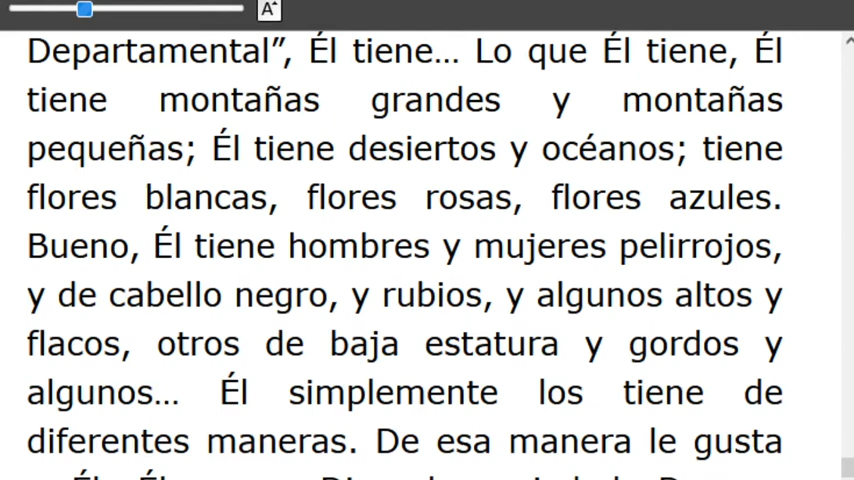 Departamental”, Él tiene… Lo que Él tiene, Él
tiene montañas grandes y montañas
pequeñas; Él tiene desiertos y océanos; tiene
flores blancas, flores rosas, flores azules.
Bueno, Él tiene hombres y mujeres pelirrojos,
y de cabello negro, y rubios, y algunos altos y
flacos, otros de baja estatura y gordos y
algunos… Él simplemente los tiene de
diferentes maneras. De esa manera le gusta